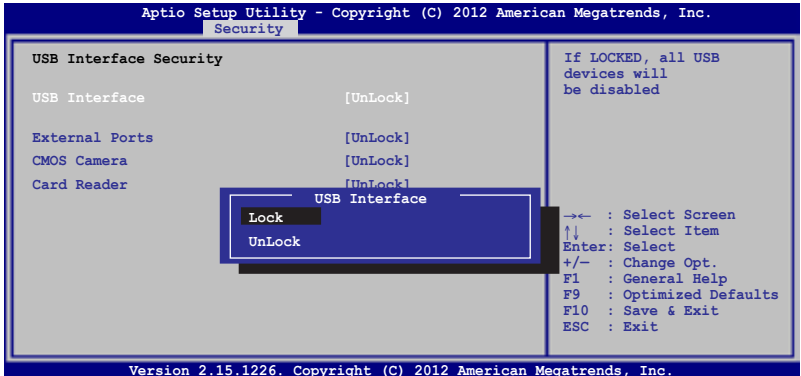 Aptio Setup Utility - Copyright (C) 2012 American Megatrends, Inc.
Security
USB Interface Security
USB Interface [UnLock]
External Ports [UnLock]
CMOS Camera [UnLock]
Card Reader [UnLock]
USB Interface
Lock
UnLock
If LOCKED, all USB
devices will
be disabled
→← : Select Screen
↑↓ : Select Item
Enter: Select
+/— : Change Opt.
F1 : General Help
F9 : Optimized Defaults
F10 : Save & Exit
ESC : Exit
Version 2.15.1226. Copyright (C) 2012 American Megatrends, Inc.